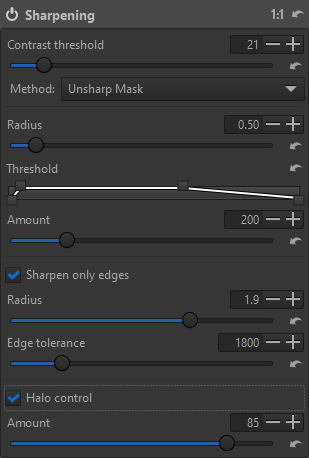 Sharpening 1:1
Contrast threshold 21
Method: Unsharp Mask
Radius 0.50
Threshold
Amount 200
Sharpen only edges
Radius 1.9
Edge tolerance 1800
Halo control
Amount 85